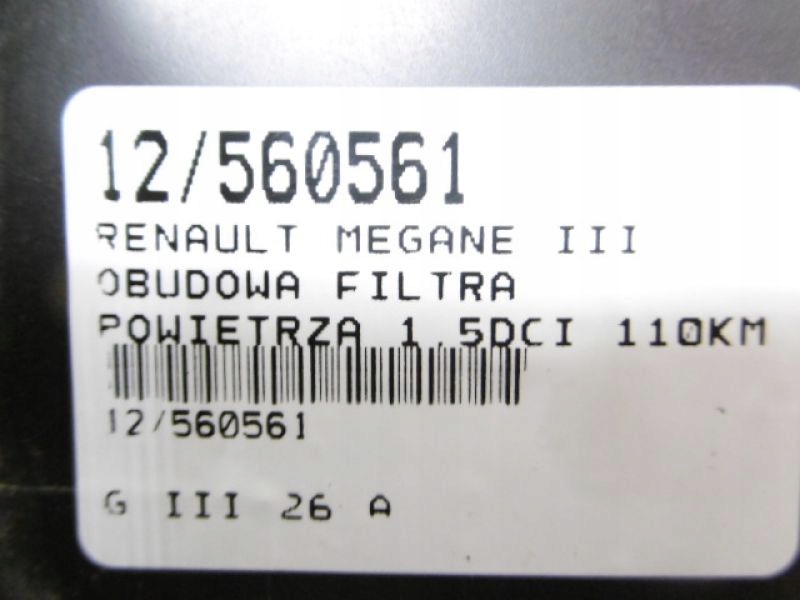 12/560561
RENAULT MEGANE III
OBUDOWA FILTRA
POWIETRZA 1.5DCI 110KM
12/560561
G III 26 A